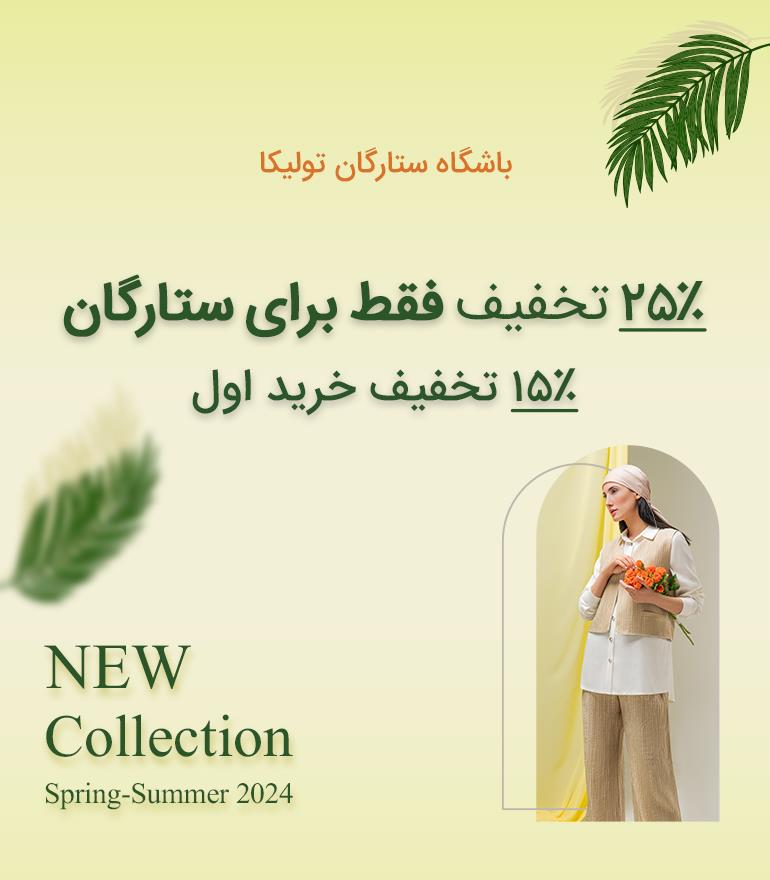 باشگاه ستارگان تولیکا
۲۵٪ تخفیف فقط برای ستارگان
۱۵٪ تخفیف خرید اول
NEW
Collection
Spring-Summer 2024